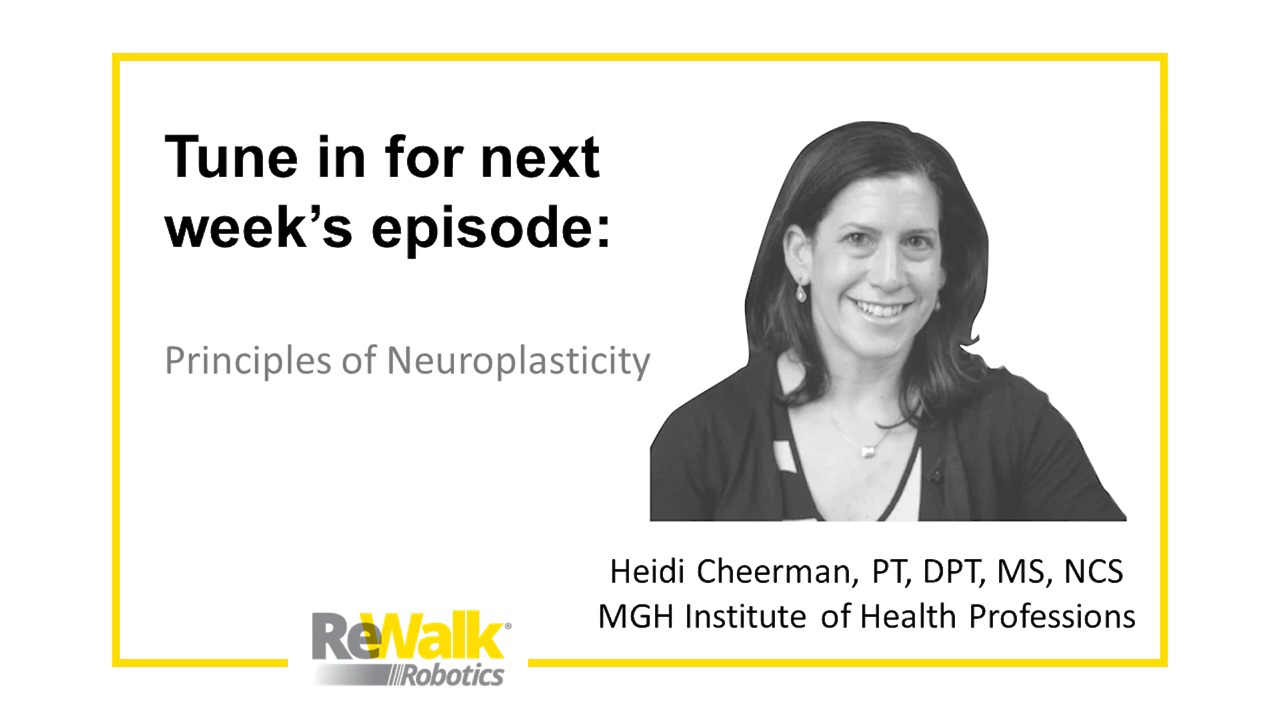 Tune in for next
week’s episode:
Principles of Neuroplasticity
Heidi Cheerman, PT, DPT, MS, NCS
MGH Institute of Health Professions
ReWalk®
Robotics